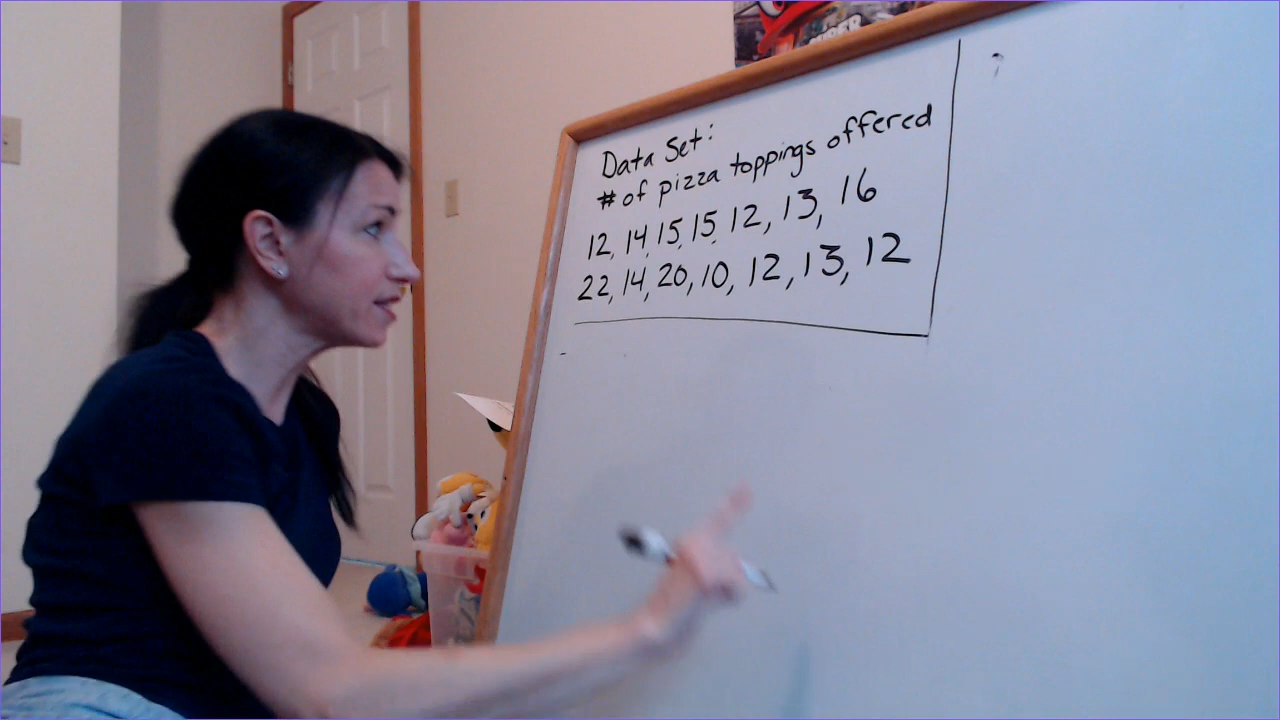 SUPER
Data Set:
# of pizza toppings offered
12, 14, 15, 15, 12, 13, 16
22, 14, 20, 10, 12, 13, 12